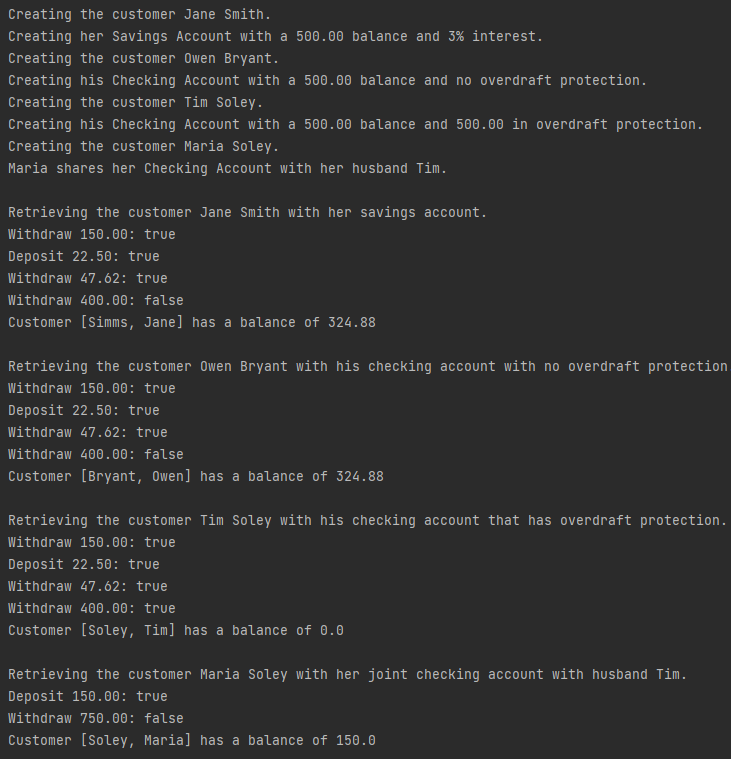 Creating the customer Jane Smith.
Creating her Savings Account with a 500.00 balance and 3% interest.
Creating the customer Owen Bryant.
Creating his Checking Account with a 500.00 balance and no overdraft protection.
Creating the customer Tim Soley.
Creating his Checking Account with a 500.00 balance and 500.00 in overdraft protection.
Creating the customer Maria Soley.
Maria shares her Checking Account with her husband Tim.

Retrieving the customer Jane Smith with her savings account.
Withdraw 150.00: true
Deposit 22.50: true
Withdraw 47.62: true
Withdraw 400.00: false
Customer [Simms, Jane] has a balance of 324.88

Retrieving the customer Owen Bryant with his checking account with no overdraft protection
Withdraw 150.00: true
Deposit 22.50: true
Withdraw 47.62: true
Withdraw 400.00: false
Customer [Bryant, Owen] has a balance of 324.88

Retrieving the customer Tim Soley with his checking account that has overdraft protection.
Withdraw 150.00: true
Deposit 22.50: true
Withdraw 47.62: true
Withdraw 400.00: true
Customer [Soley, Tim] has a balance of 0.0

Retrieving the customer Maria Soley with her joint checking account with husband Tim.
Deposit 150.00: true
Withdraw 750.00: false
Customer [Soley, Maria] has a balance of 150.0